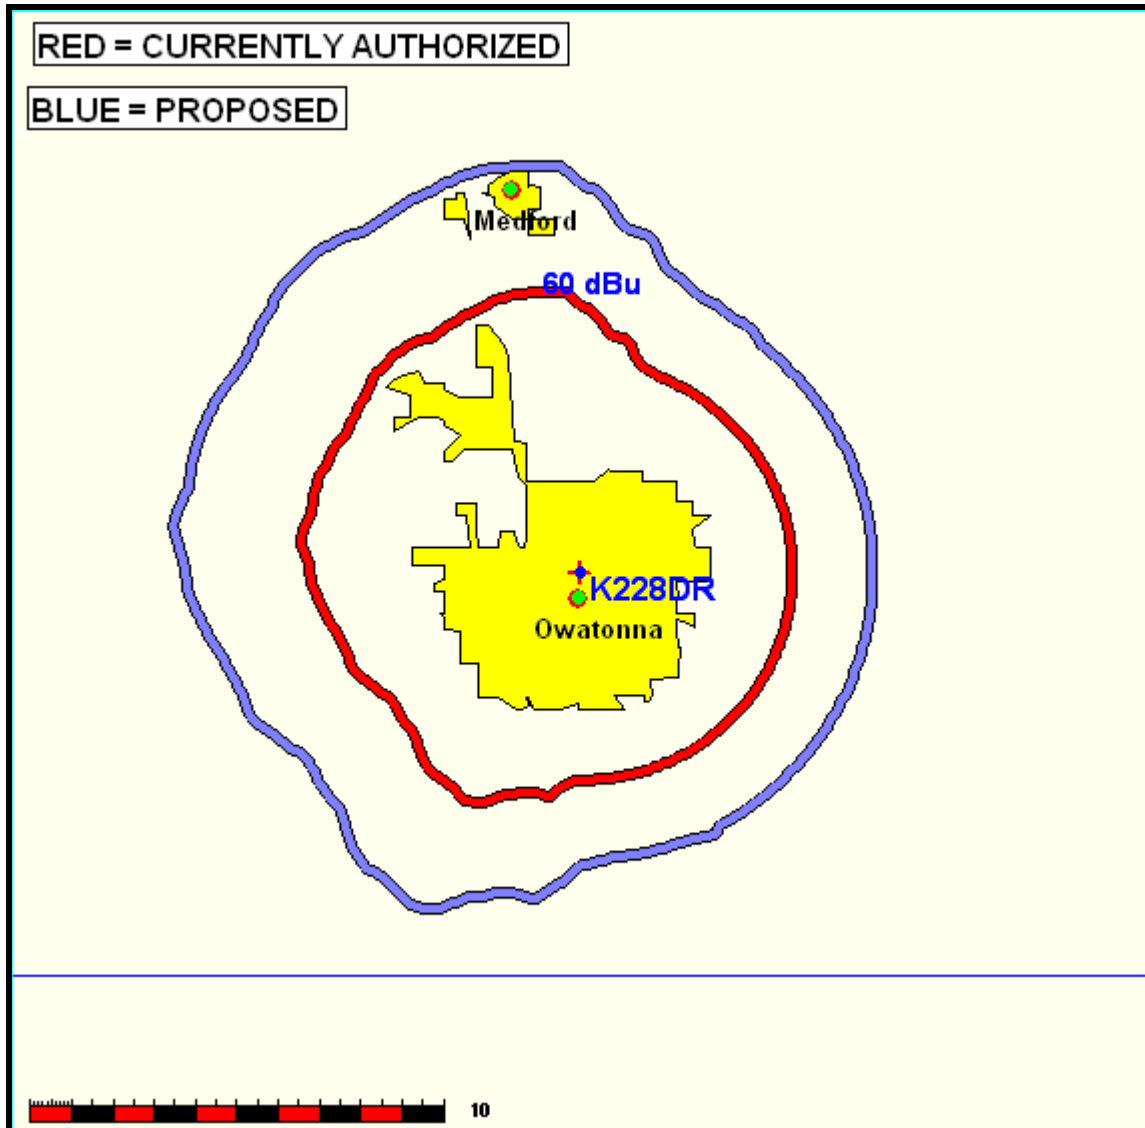 RED = CURRENTLY AUTHORIZED
BLUE = PROPOSED
Medford
60 dBu
K228DR
Owatonna
10